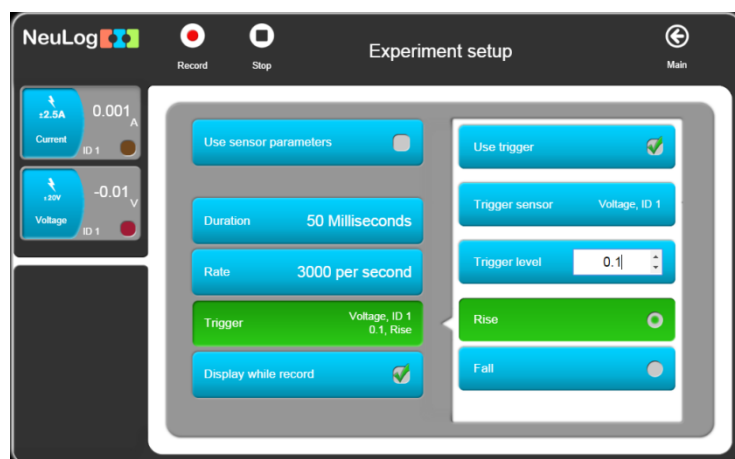 NeuLog
Record
Stop
Experiment setup
Main
±2.5A
Current
0.001 A
ID 1
±20V
Voltage
-0.01 V
ID 1
Use sensor parameters
Duration 50 Milliseconds
Rate 3000 per second
Trigger Voltage, ID 1
0.1, Rise
Display while record
Use trigger
Trigger sensor Voltage, ID 1
Trigger level 0.1
Rise
Fall